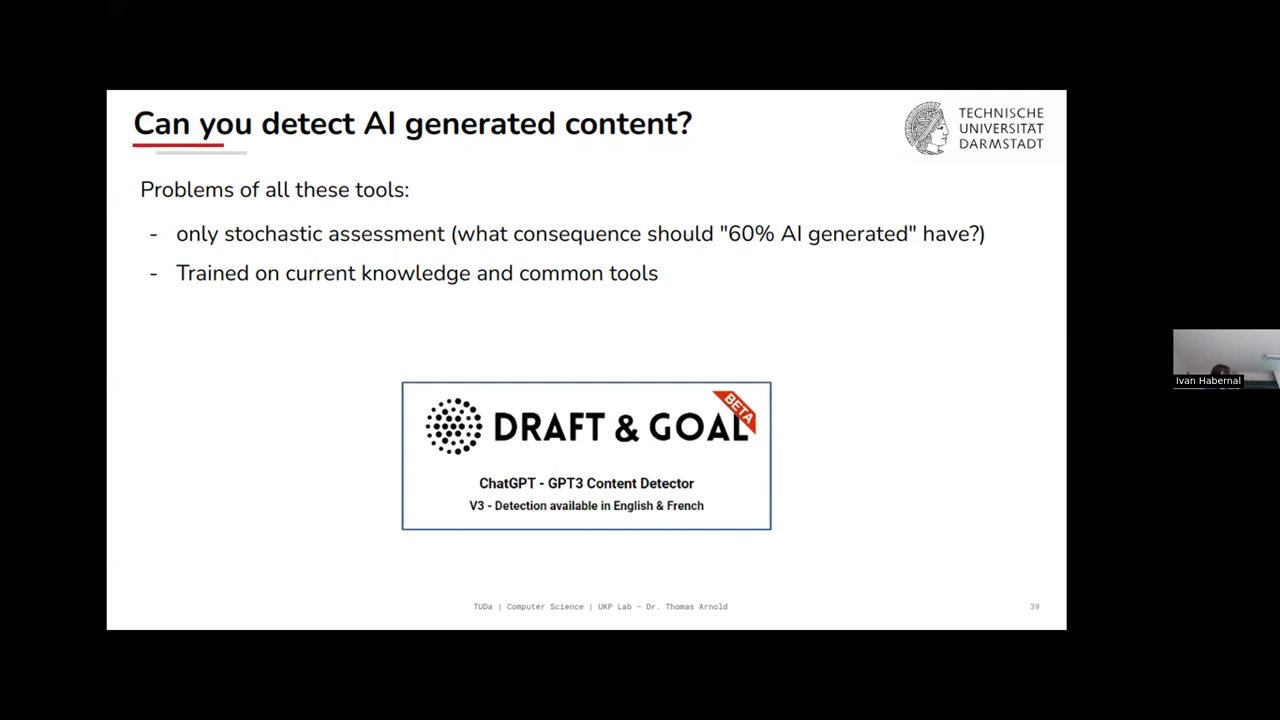 Can you detect AI generated content?
TECHNISCHE
UNIVERSITÄT
DARMSTADT
Problems of all these tools:
- only stochastic assessment (what consequence should "60% AI generated" have?)
- Trained on current knowledge and common tools
DRAFT & GOAL
BETA
ChatGPT - GPT3 Content Detector
V3 - Detection available in English & French
Ivan Habernal
TUDa | Computer Science | UKP Lab – Dr. Thomas Arnold
39